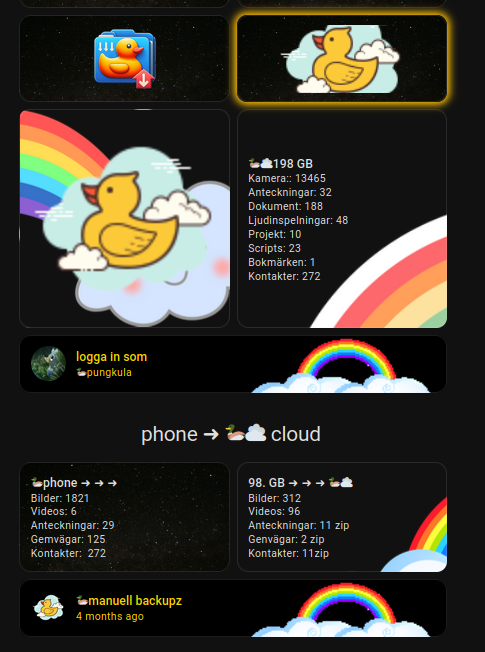 🦆☁️198 GB
Kamera:: 13465
Anteckningar: 32
Dokument: 188
Ljudinspelningar: 48
Projekt: 10
Scripts: 23
Bokmärken: 1
Kontakter: 272
logga in som
🦆pungkula
phone ➜ 🦆☁️ cloud
🦆phone ➜ ➜ ➜
Bilder: 1821
Videos: 6
Anteckningar: 29
Gemvägar: 125
Kontakter:  272
98. GB ➜ ➜ ➜ 🦆☁️
Bilder: 312
Videos: 96
Anteckningar: 11 zip
Genvägar: 2 zip
Kontakter: 11zip
🦆manuell backupz
4 months ago